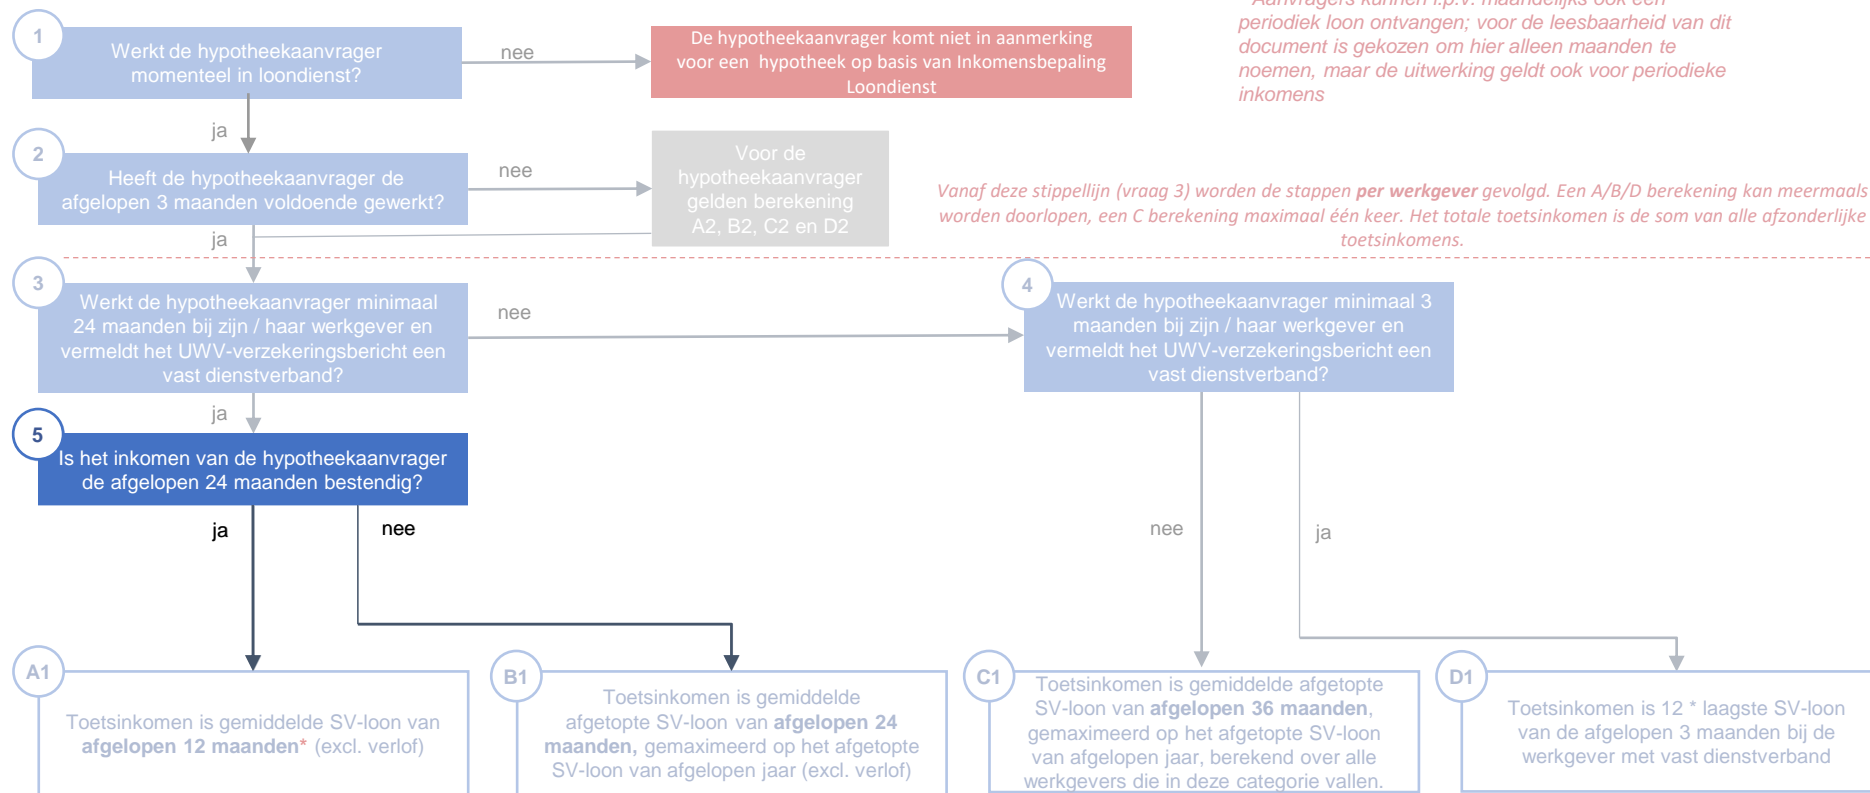 * Aanvragers kunnen i.p.v. maandelijks ook een
periodiek loon ontvangen; voor de leesbaarheid van dit
document is gekozen om hier alleen maanden te
noemen, maar de uitwerking geldt ook voor periodieke
inkomens
1
Werkt de hypotheekaanvrager
momenteel in loondienst?
nee
De hypotheekaanvrager komt niet in aanmerking
voor een hypotheek op basis van Inkomensbepaling
Loondienst
ja
2
Heeft de hypotheekaanvrager de
afgelopen 3 maanden voldoende gewerkt?
nee
Voor de
hypotheekaanvrager
gelden berekening
A2, B2, C2 en D2
ja
Vanaf deze stippellijn (vraag 3) worden de stappen per werkgever gevolgd. Een A/B/D berekening kan meermaals
worden doorlopen, een C berekening maximaal één keer. Het totale toetsinkomen is de som van alle afzonderlijke
toetsinkomens.
3
Werkt de hypotheekaanvrager minimaal
24 maanden bij zijn / haar werkgever en
vermeldt het UWV-verzekeringsbericht een
vast dienstverband?
nee
4
Werkt de hypotheekaanvrager minimaal 3
maanden bij zijn / haar werkgever en
vermeldt het UWV-verzekeringsbericht een
vast dienstverband?
ja
5
Is het inkomen van de hypotheekaanvrager
de afgelopen 24 maanden bestendig?
ja
nee
nee
ja
A1
Toetsinkomen is gemiddelde SV-loon van
afgelopen 12 maanden* (excl. verlof)
B1
Toetsinkomen is gemiddelde
afgetopte SV-loon van afgelopen 24
maanden, gemaximeerd op het afgetopte
SV-loon van afgelopen jaar (excl. verlof)
C1
Toetsinkomen is gemiddelde afgetopte
SV-loon van afgelopen 36 maanden,
gemaximeerd op het afgetopte SV-loon
van afgelopen jaar, berekend over alle
werkgevers die in deze categorie vallen.
D1
Toetsinkomen is 12 * laagste SV-loon
van de afgelopen 3 maanden bij de
werkgever met vast dienstverband